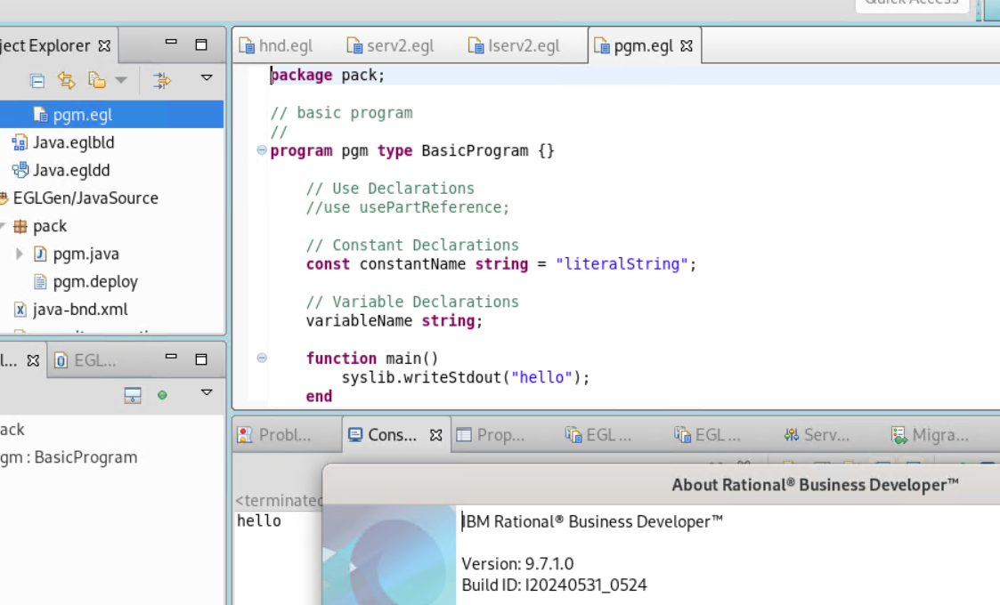 Quick Access
ject Explorer
hnd.egl
serv2.egl
Iserv2.egl
pgm.egl
pgm.egl
Java.eglbld
Java.egldd
EGLGen/JavaSource
pack
pgm.java
pgm.deploy
java-bnd.xml
package pack;
// basic program
//
program pgm type BasicProgram {}
// Use Declarations
//use usePartReference;
// Constant Declarations
const constantName string = "literalString";
// Variable Declarations
variableName string;
function main()
syslib.writeStdout("hello");
end
l...
EGL...
ack
gm : BasicProgram
Probl...
Cons...
Prop...
EGL ...
EGL ...
Serv...
Migra...
<terminated
hello
About Rational® Business Developer™
IBM Rational® Business Developer™
Version: 9.7.1.0
Build ID: I20240531_0524